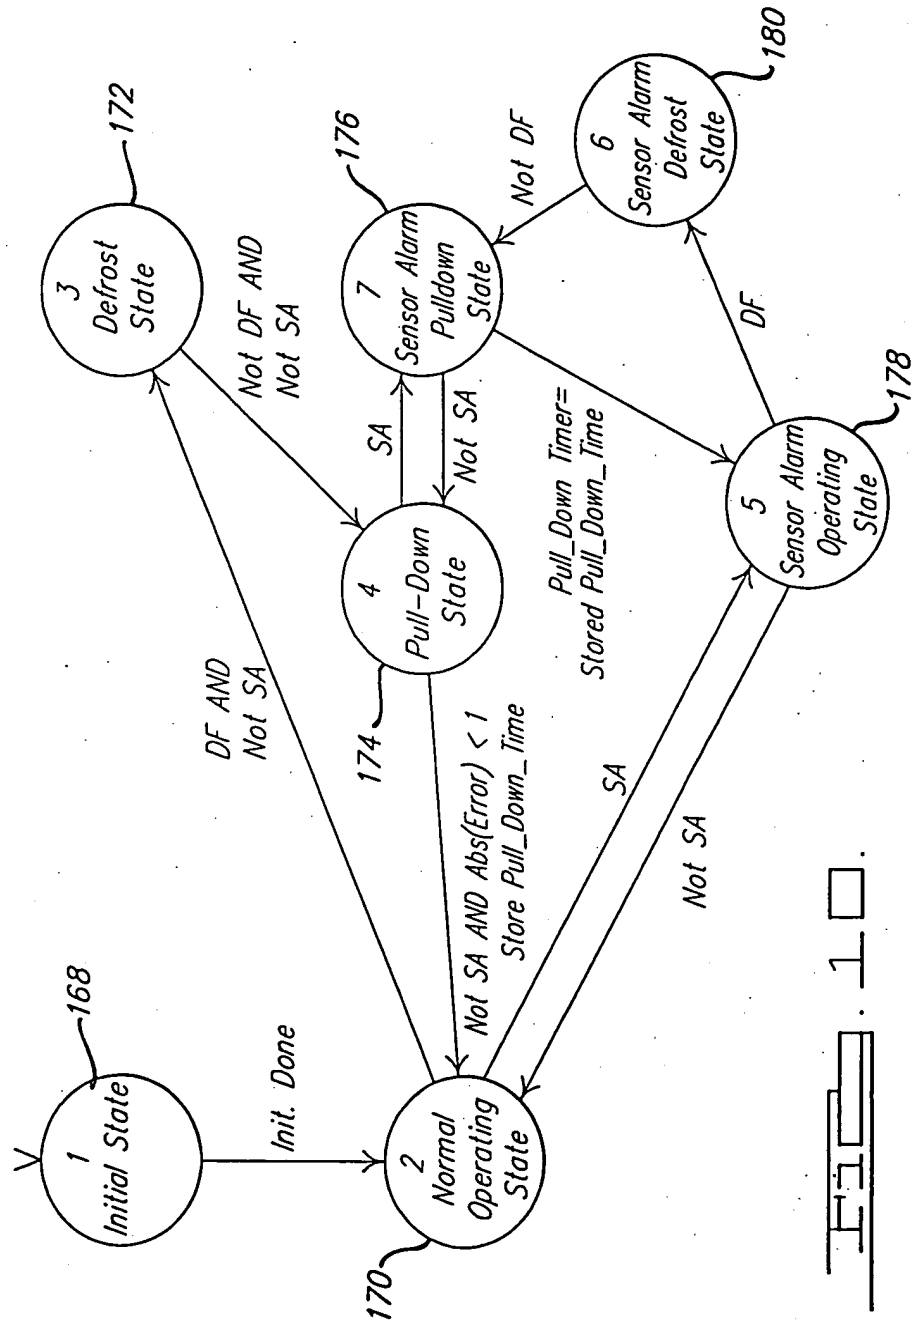 168
1
Initial State
Init. Done
2
Normal
Operating
State
170
DF AND
Not SA
3
Defrost
State
172
Not DF AND
Not SA
174
4
Pull-Down
State
SA
Not SA
176
7
Sensor Alarm
Pulldown
State
Not DF
6
Sensor Alarm
Defrost
State
180
Not SA AND Abs(Error) < 1
Store Pull_Down_Time
Pull_Down Timer=
Stored Pull_Down_Time
DF
SA
Not SA
5
Sensor Alarm
Operating
State
178
Fig. 10.